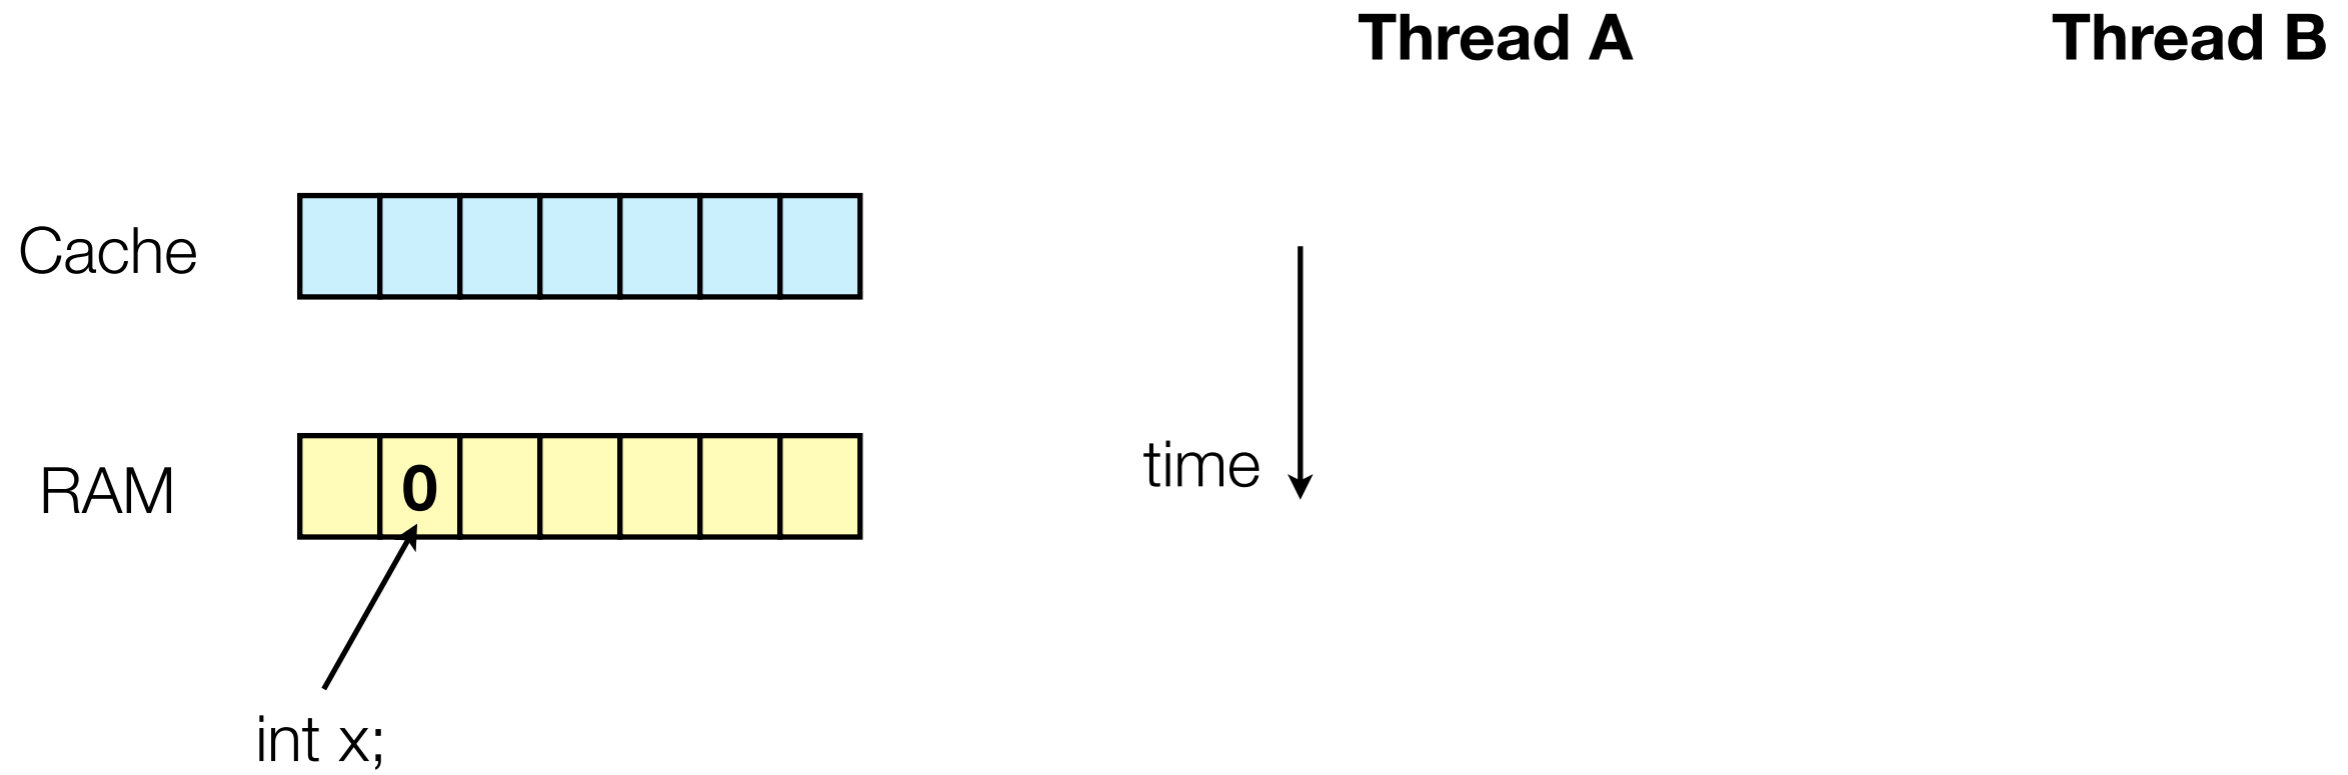 Thread A
Thread B
Cache
RAM
0
time
int x;